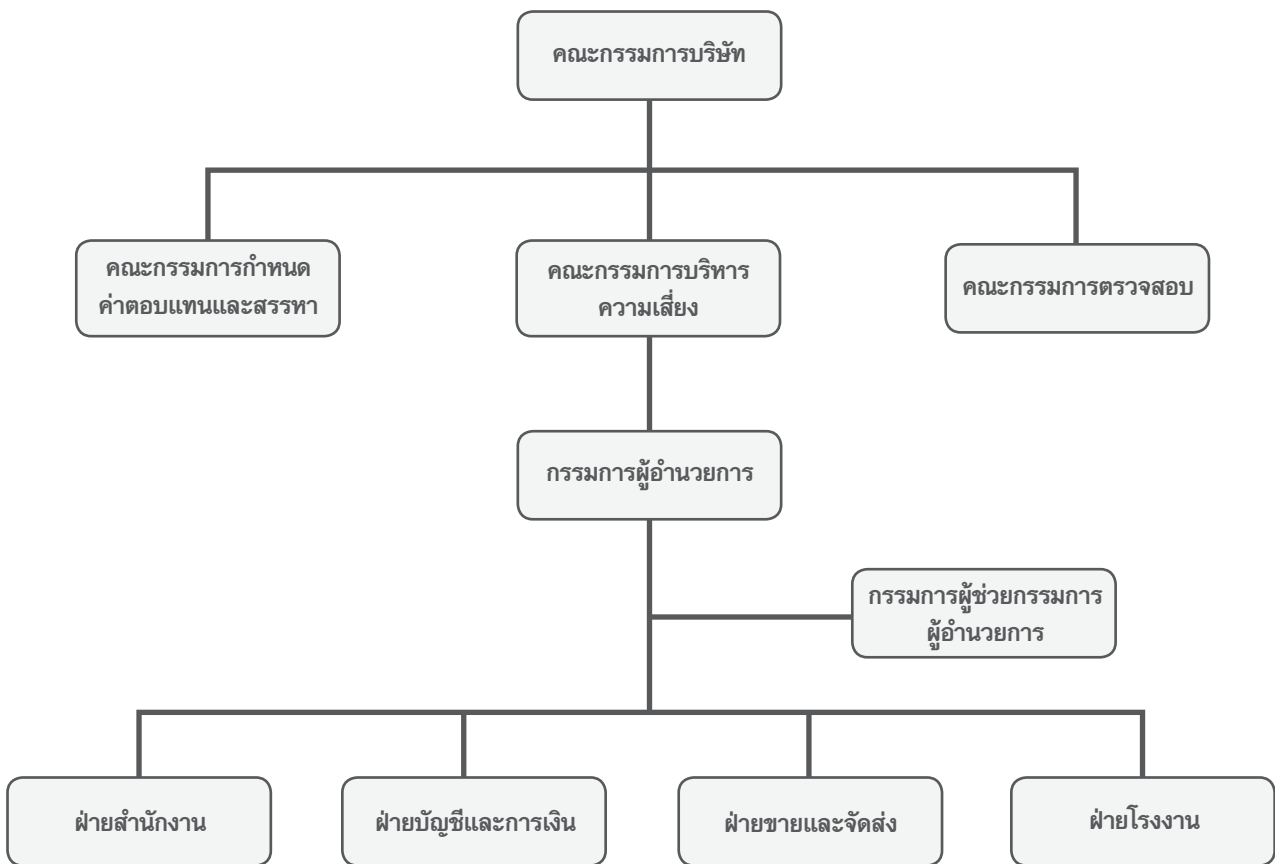 คณะกรรมการบริษัท
คณะกรรมการกำหนด
ค่าตอบแทนและสรรหา
คณะกรรมการบริหาร
ความเสี่ยง
คณะกรรมการตรวจสอบ
กรรมการผู้อำนวยการ
กรรมการผู้ช่วยกรรมการ
ผู้อำนวยการ
ฝ่ายสำนักงาน
ฝ่ายบัญชีและการเงิน
ฝ่ายขายและจัดส่ง
ฝ่ายโรงงาน